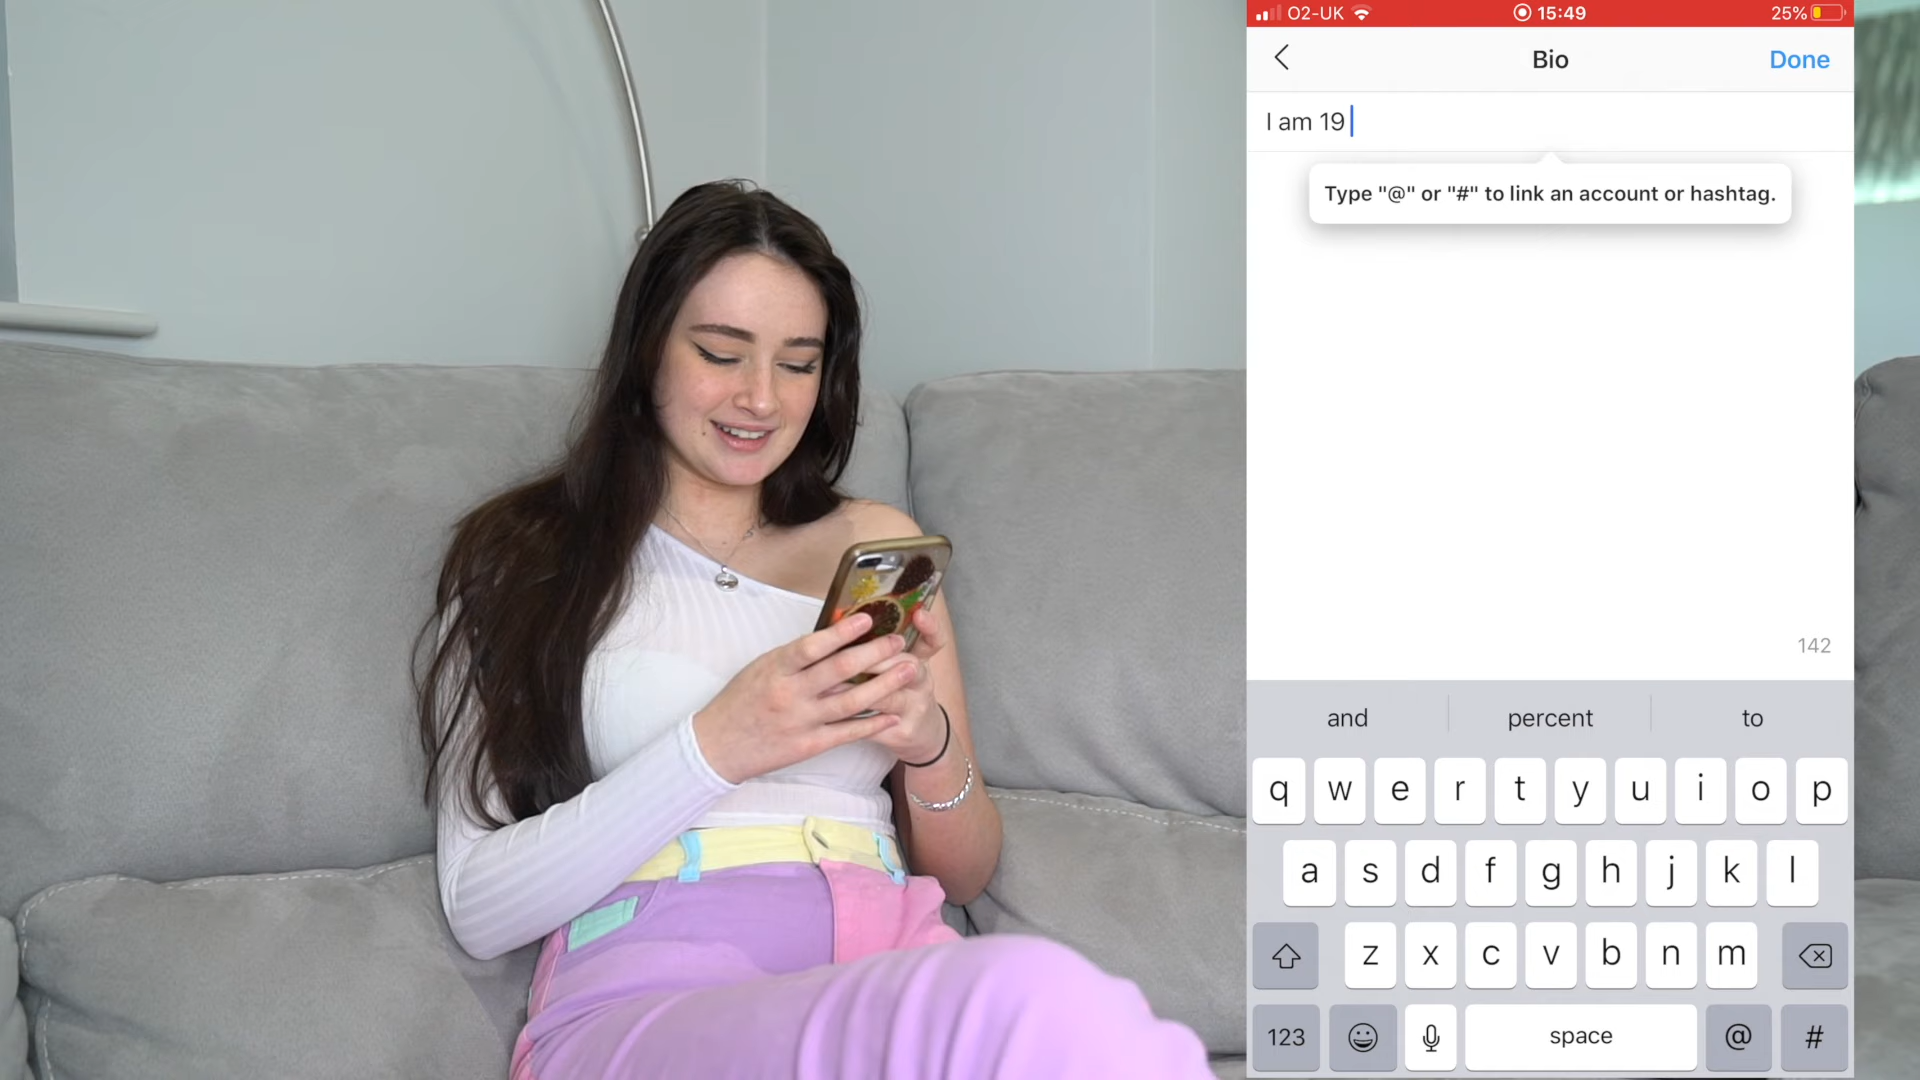 O2-UK 15:49 25%
Bio Done
I am 19
Type "@" or "#" to link an account or hashtag.
142
and percent to
q w e r t y u i o p
a s d f g h j k l
z x c v b n m
123 space @ #